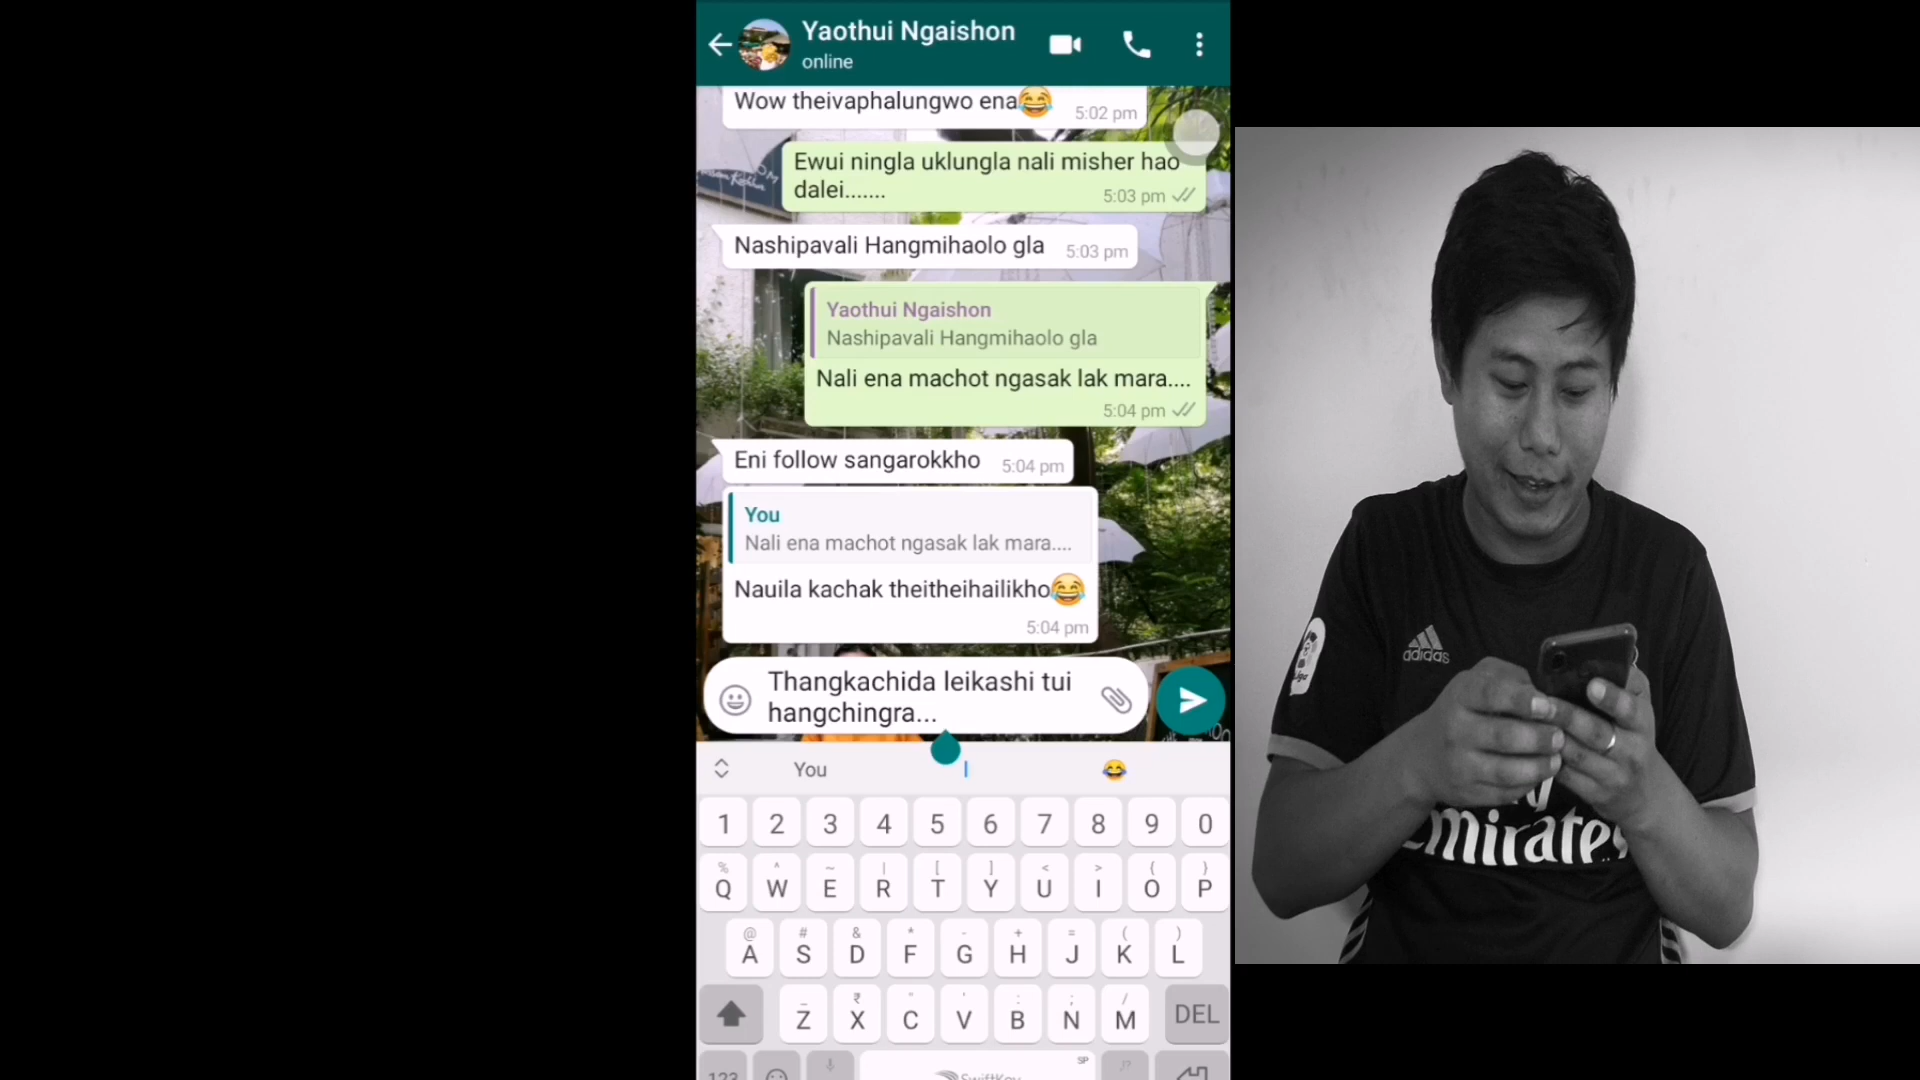 Yaothui Ngaishon
online
Wow theivaphalungwo ena😂 5:02 pm
Ewui ningla uklungla nali misher hao
dalei....... 5:03 pm
Nashipavali Hangmihaolo gla 5:03 pm
Yaothui Ngaishon
Nashipavali Hangmihaolo gla
Nali ena machot ngasak lak mara....
5:04 pm
Eni follow sangarokkho 5:04 pm
You
Nali ena machot ngasak lak mara....
Nauila kachak theitheihailikho😂
5:04 pm
Thangkachida leikashi tui
hangchingra...
You I 😂
1 2 3 4 5 6 7 8 9 0
% ^ ~ | [ ] < > { }
Q W E R T Y U I O P
@ # & * - + = ( )
A S D F G H J K L
_ ₹ " ' : ; /
Z X C V B N M DEL
123 SwiftKey SP !?
adidas